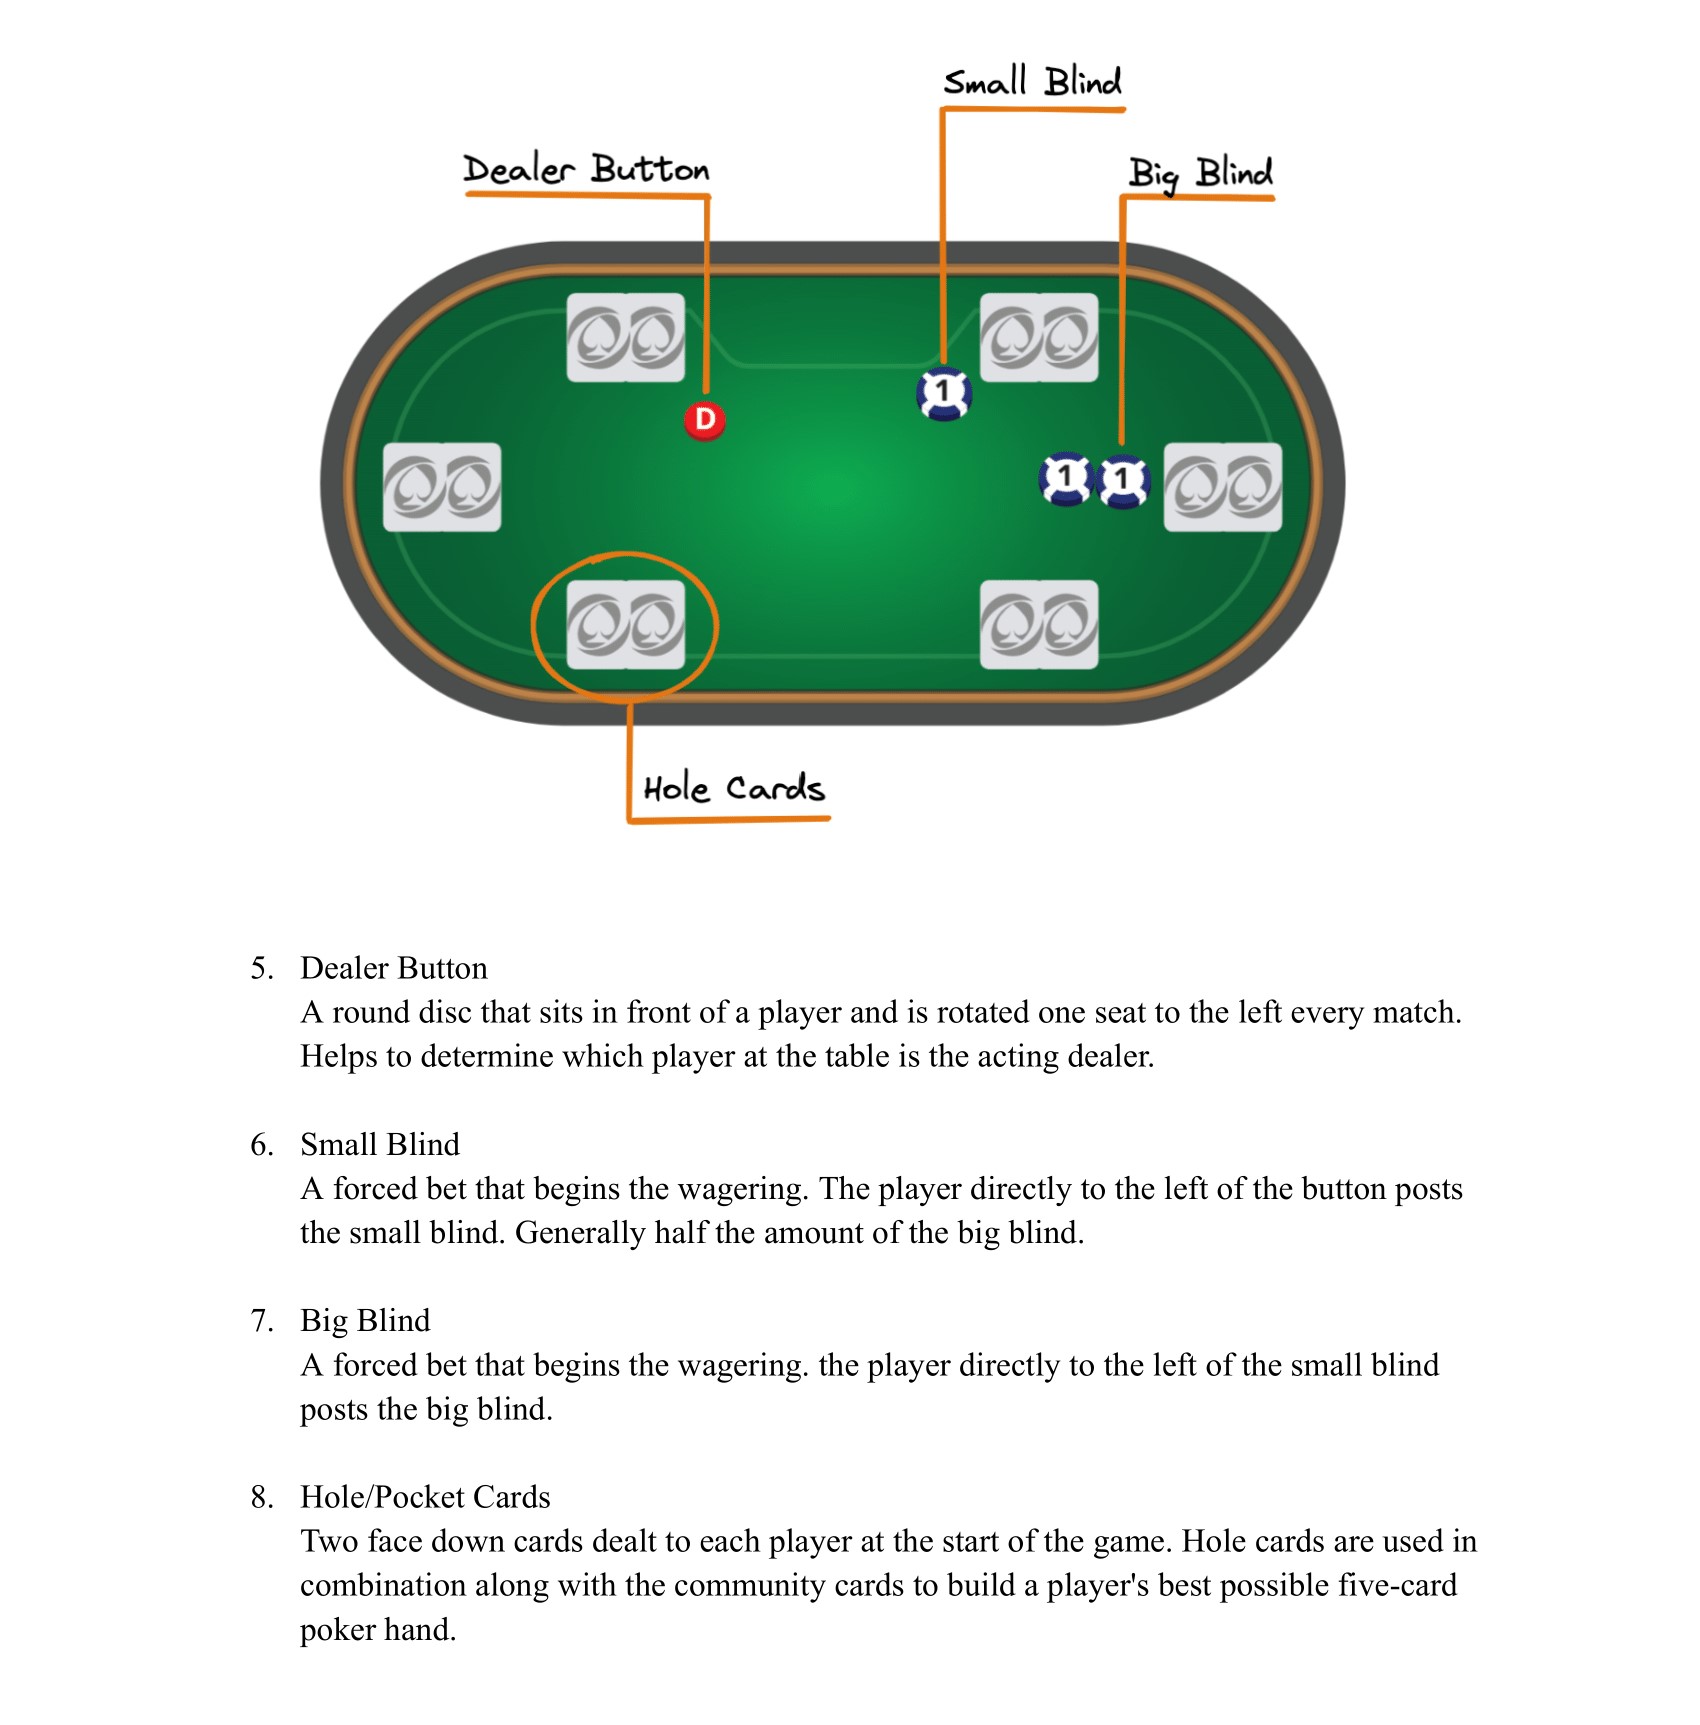 Small Blind
Dealer Button
Big Blind
1
D
1 1
Hole Cards
5. Dealer Button
A round disc that sits in front of a player and is rotated one seat to the left every match.
Helps to determine which player at the table is the acting dealer.
6. Small Blind
A forced bet that begins the wagering. The player directly to the left of the button posts
the small blind. Generally half the amount of the big blind.
7. Big Blind
A forced bet that begins the wagering. the player directly to the left of the small blind
posts the big blind.
8. Hole/Pocket Cards
Two face down cards dealt to each player at the start of the game. Hole cards are used in
combination along with the community cards to build a player's best possible five-card
poker hand.